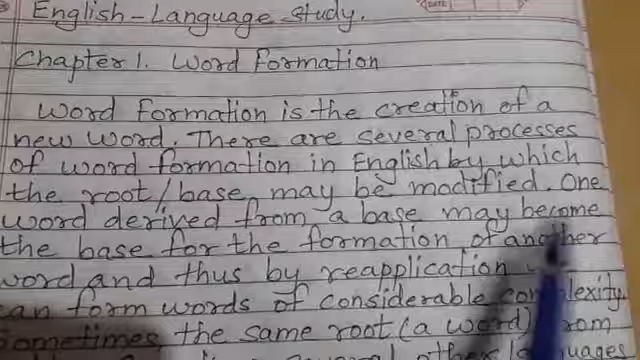 English-Language study.
DATE
Chapter 1. Word Formation
Word Formation is the creation of a
new word. There are several processes
of word formation in English by which
the root/base may be modified. One
word derived from a base may become
the base for the formation of another
word and thus by reapplication
can form words of considerable complexity.
Sometimes the same root (a word) from
languages